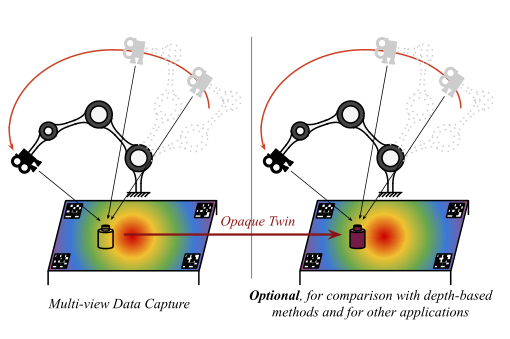 Opaque Twin
Multi-view Data Capture
Optional, for comparison with depth-based
methods and for other applications